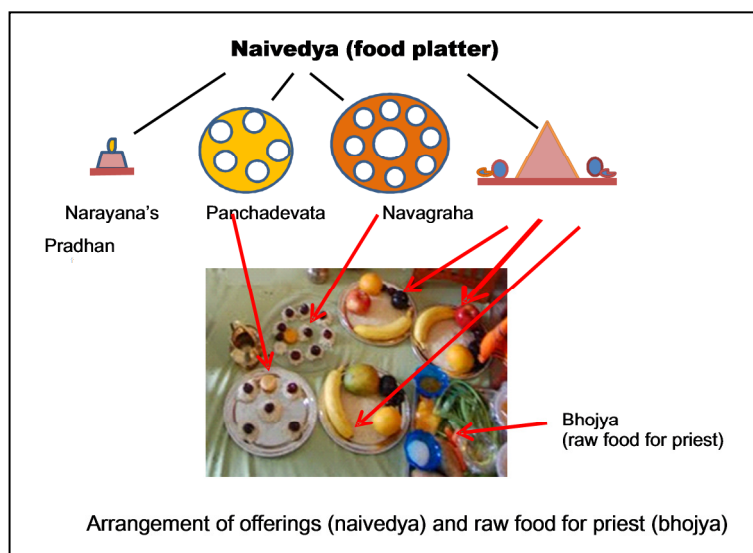 Naivedya (food platter)
Narayana's Panchadevata Navagraha
Pradhan
Bhojya
(raw food for priest)
Arrangement of offerings (naivedya) and raw food for priest (bhojya)